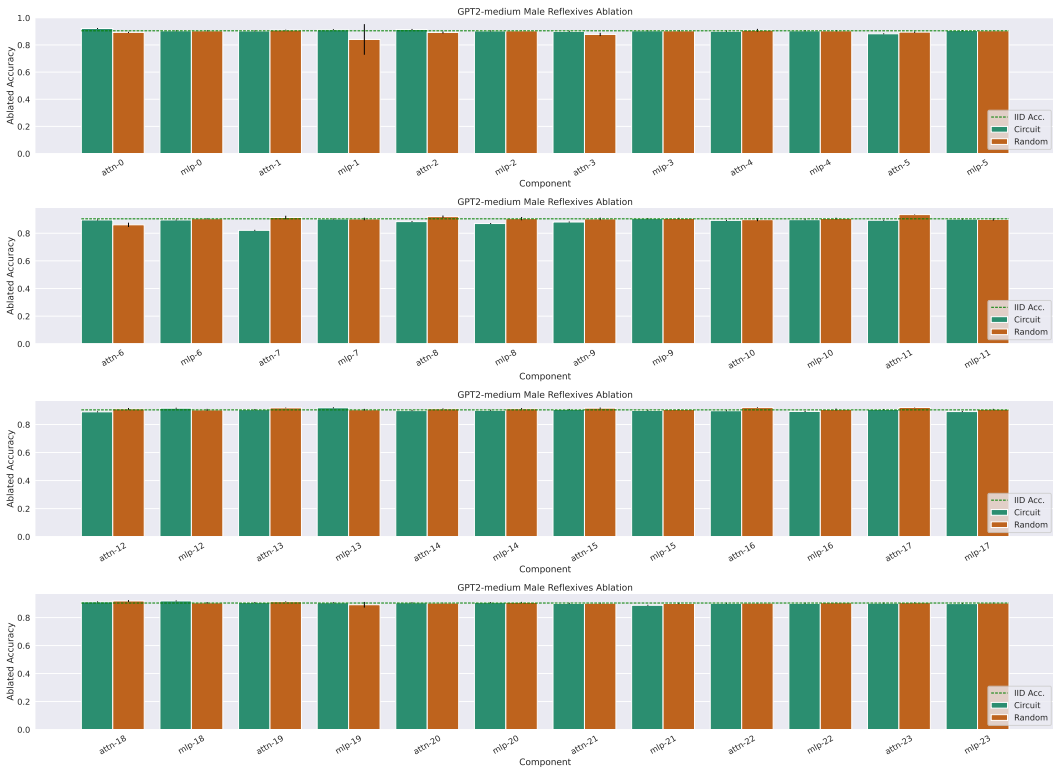 GPT2-medium Male Reflexives Ablation
1.0
0.8
0.6
0.4
0.2
0.0
Ablated Accuracy
IID Acc.
Circuit
Random
attn-0 mlp-0 attn-1 mlp-1 attn-2 mlp-2 attn-3 mlp-3 attn-4 mlp-4 attn-5 mlp-5
Component
GPT2-medium Male Reflexives Ablation
0.8
0.6
0.4
0.2
0.0
Ablated Accuracy
IID Acc.
Circuit
Random
attn-6 mlp-6 attn-7 mlp-7 attn-8 mlp-8 attn-9 mlp-9 attn-10 mlp-10 attn-11 mlp-11
Component
GPT2-medium Male Reflexives Ablation
0.8
0.6
0.4
0.2
0.0
Ablated Accuracy
IID Acc.
Circuit
Random
attn-12 mlp-12 attn-13 mlp-13 attn-14 mlp-14 attn-15 mlp-15 attn-16 mlp-16 attn-17 mlp-17
Component
GPT2-medium Male Reflexives Ablation
0.8
0.6
0.4
0.2
0.0
Ablated Accuracy
IID Acc.
Circuit
Random
attn-18 mlp-18 attn-19 mlp-19 attn-20 mlp-20 attn-21 mlp-21 attn-22 mlp-22 attn-23 mlp-23
Component